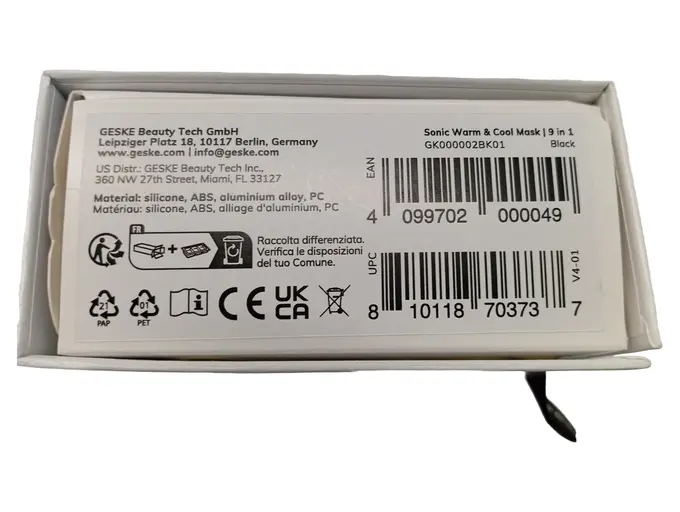 GESKE Beauty Tech GmbH
Leipziger Platz 18, 10117 Berlin, Germany
www.geske.com | info@geske.com
US Distr.: GESKE Beauty Tech Inc.,
360 NW 27th Street, Miami, FL 33127
Material: silicone, ABS, aluminium alloy, PC
Matériau: silicone, ABS, alliage d'aluminium, PC
FR
Raccolta differenziata.
Verifica le disposizioni
del tuo Comune.
21
PAP
01
PET
CE
UK
CA
Sonic Warm & Cool Mask | 9 in 1
GK000002BK01 Black
EAN
4 099702 000049
UPC
8 10118 70373 7
V4-01